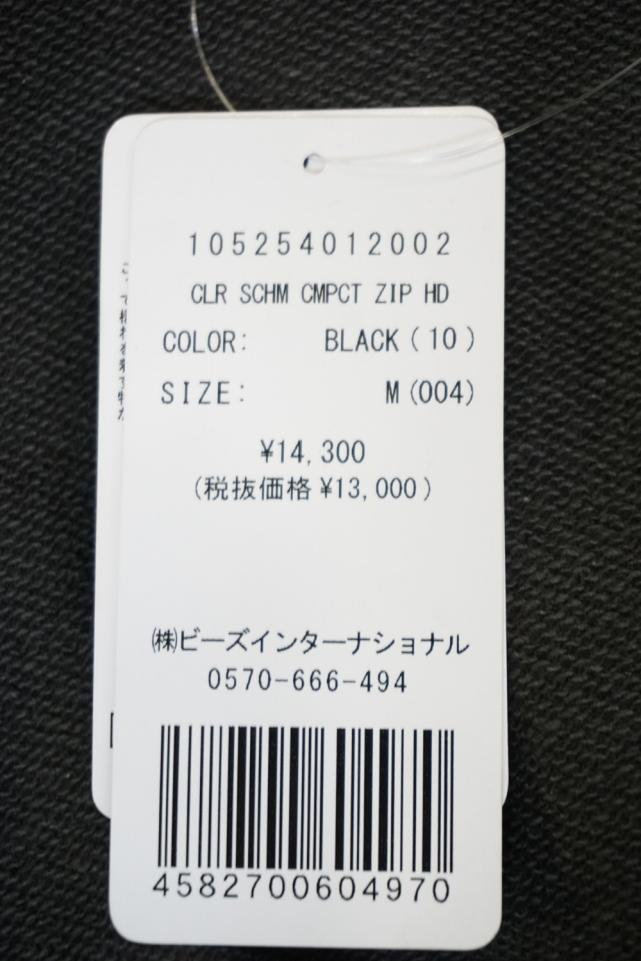 105254012002
CLR SCHM CMPCT ZIP HD
COLOR: BLACK(10)
SIZE: M(004)
¥14,300
(税抜価格 ¥13,000)
㈱ビーズインターナショナル
0570-666-494
4582700604970